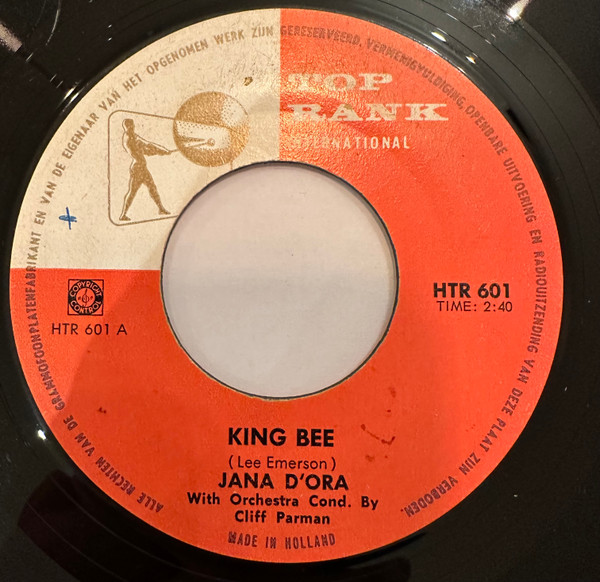 ALLE RECHTEN VAN DE GRAMMOFOONPLATENFABRIKANT EN VAN DE EIGENAAR VAN HET OPGENOMEN WERK ZIJN GERESERVEERD. VERMENIGVULDIGING, OPENBARE UITVOERING EN RADIOUITZENDING VAN DEZE PLAAT ZIJN VERBODEN.
TOP
RANK
INTERNATIONAL
COPYRIGHT
CONTROL
HTR 601 A
HTR 601
TIME: 2:40
KING BEE
(Lee Emerson)
JANA D'ORA
With Orchestra Cond. By
Cliff Parman
MADE IN HOLLAND